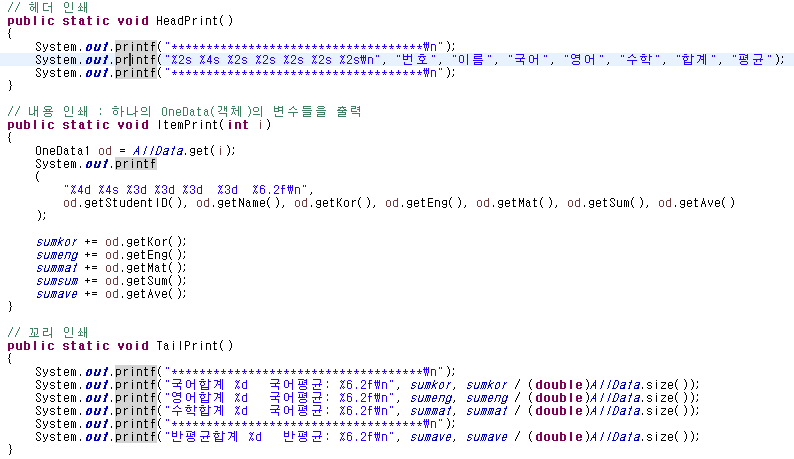 // 헤더 인쇄
public static void HeadPrint()
{
System.out.printf("************************************₩n");
System.out.printf("%2s %4s %2s %2s %2s %2s %2s₩n", "번호", "이름", "국어", "영어", "수학", "합계", "평균");
System.out.printf("************************************₩n");
}
// 내용 인쇄 : 하나의 OneData(객체)의 변수들을 출력
public static void ItemPrint(int i)
{
OneData1 od = AllData.get(i);
System.out.printf
(
"%4d %4s %3d %3d %3d  %3d  %6.2f₩n",
od.getStudentID(), od.getName(), od.getKor(), od.getEng(), od.getMat(), od.getSum(), od.getAve()
);
sumkor += od.getKor();
sumeng += od.getEng();
summat += od.getMat();
sumsum += od.getSum();
sumave += od.getAve();
}
// 꼬리 인쇄
public static void TailPrint()
{
System.out.printf("************************************₩n");
System.out.printf("국어합계 %d   국어평균: %6.2f₩n", sumkor, sumkor / (double)AllData.size());
System.out.printf("영어합계 %d   국어평균: %6.2f₩n", sumeng, sumeng / (double)AllData.size());
System.out.printf("수학합계 %d   국어평균: %6.2f₩n", summat, summat / (double)AllData.size());
System.out.printf("************************************₩n");
System.out.printf("반평균합계 %d   반평균: %6.2f₩n", sumave, sumave / (double)AllData.size());
}